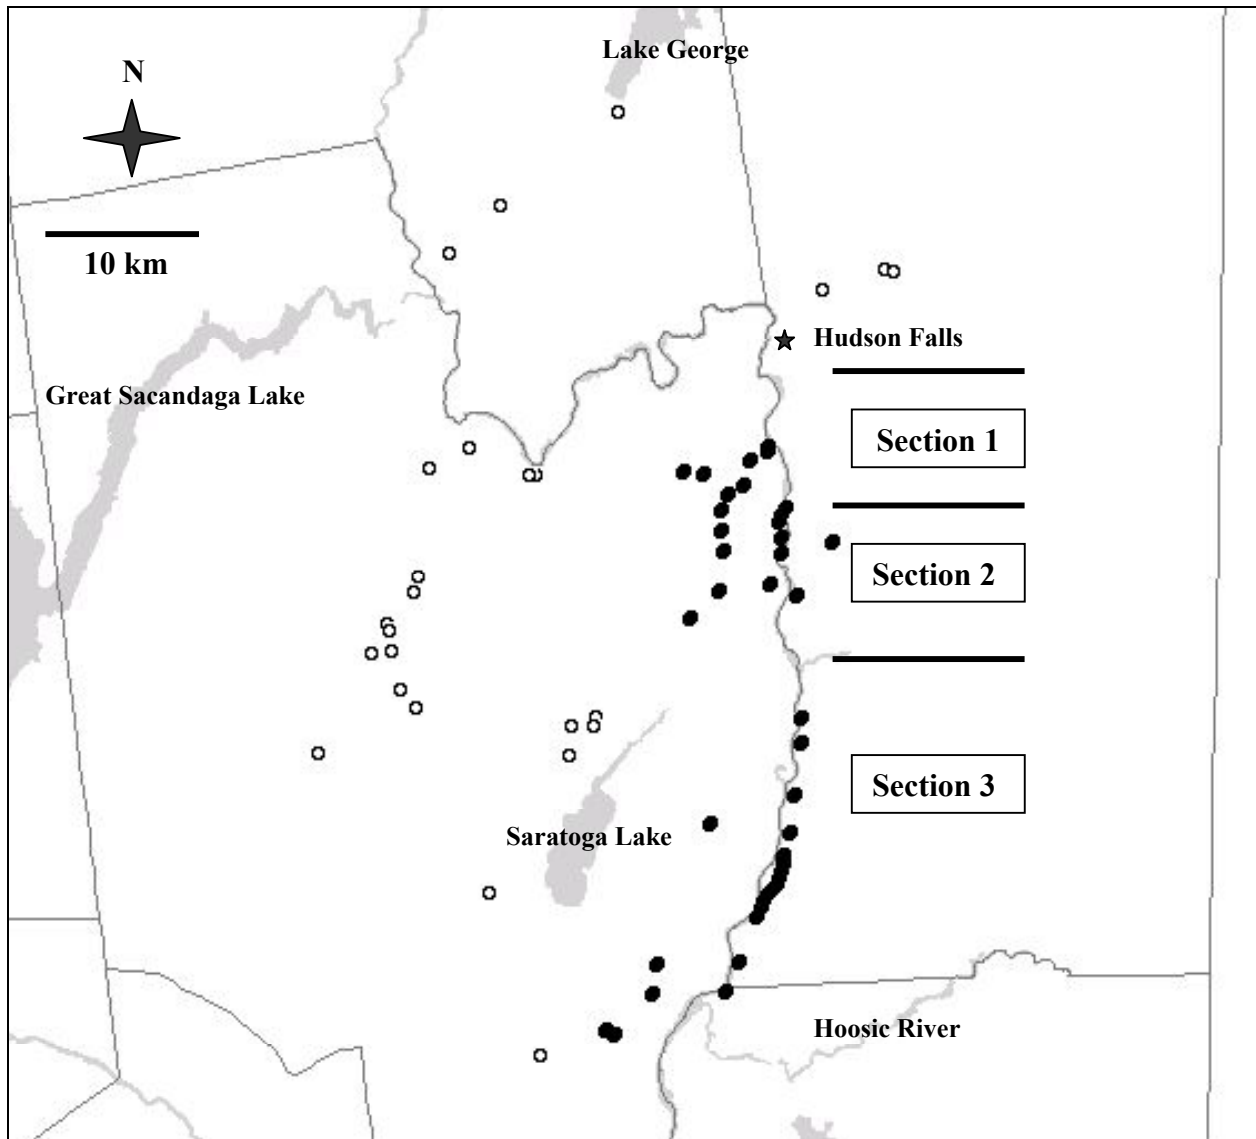 Lake George
N
10 km
Hudson Falls
Great Sacandaga Lake
Section 1
Section 2
Section 3
Saratoga Lake
Hoosic River